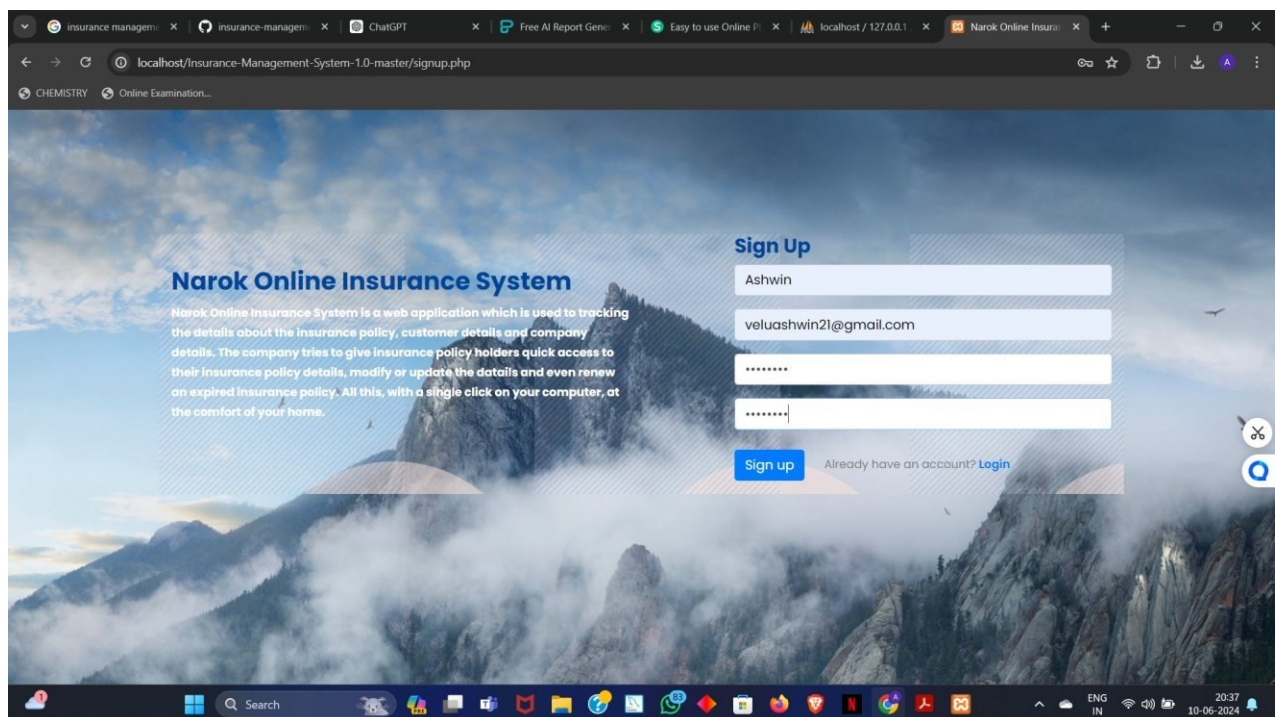 insurance managem
insurance-managem
ChatGPT
Free AI Report Gene
Easy to use Online P
localhost / 127.0.0.1
Narok Online Insuran
localhost/Insurance-Management-System-1.0-master/signup.php
A
CHEMISTRY
Online Examination...
Narok Online Insurance System
Narok Online Insurance System is a web application which is used to tracking
the details about the insurance policy, customer details and company
details. The company tries to give insurance policy holders quick access to
their insurance policy details, modify or update the datails and even renew
an expired insurance policy. All this, with a single click on your computer, at
the comfort of your home.
Sign Up
Ashwin
veluashwin21@gmail.com
••••••••
••••••••
Sign up
Already have an account? Login
1
Search
83
ENG
IN
20:37
10-06-2024